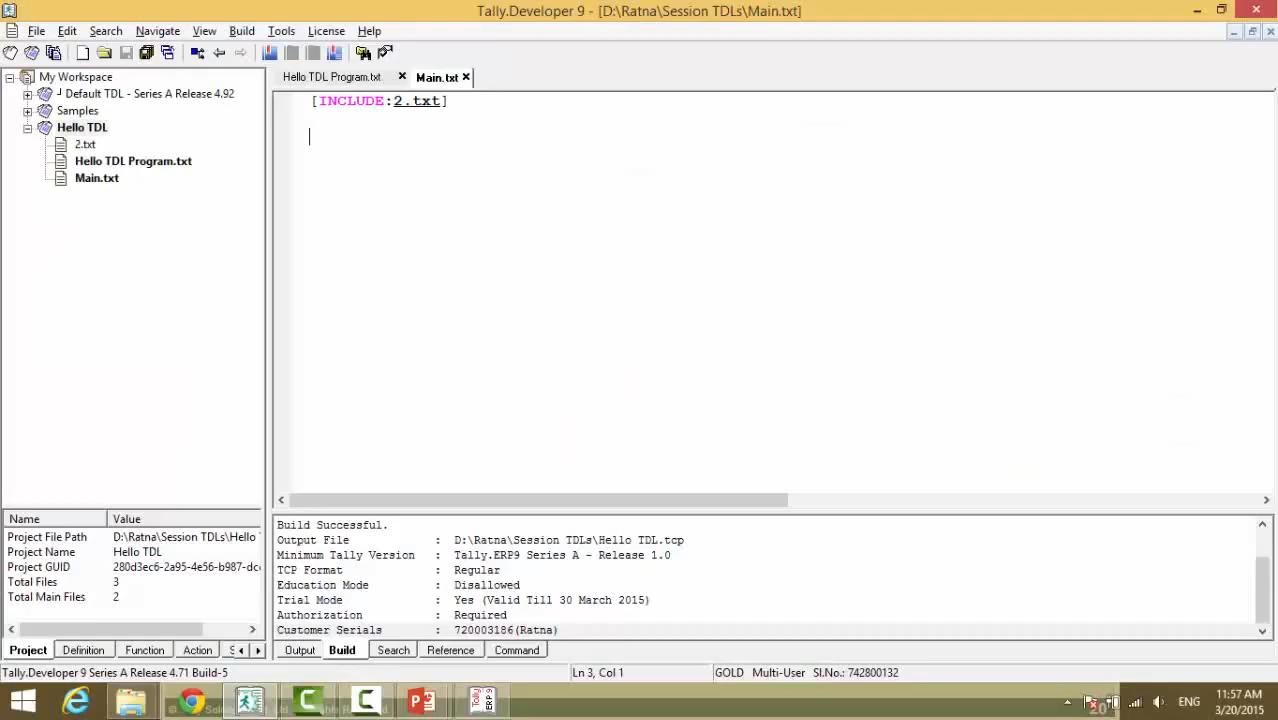 Tally.Developer 9 - [D:\Ratna\Session TDLs\Main.txt]
File Edit Search Navigate View Build Tools License Help
My Workspace
Default TDL - Series A Release 4.92
Samples
Hello TDL
2.txt
Hello TDL Program.txt
Main.txt
Hello TDL Program.txt Main.txt
[INCLUDE:2.txt]
Name Value
Project File Path D:\Ratna\Session TDLs\Hello
Project Name Hello TDL
Project GUID 280d3ec6-2a95-4e56-b987-dc
Total Files 3
Total Main Files 2
Project Definition Function Action S
Build Successful.
Output File : D:\Ratna\Session TDLs\Hello TDL.tcp
Minimum Tally Version : Tally.ERP9 Series A - Release 1.0
TCP Format : Regular
Education Mode : Disallowed
Trial Mode : Yes (Valid Till 30 March 2015)
Authorization : Required
Customer Serials : 720003186(Ratna)
Output Build Search Reference Command
Tally.Developer 9 Series A Release 4.71 Build-5 Ln 3, Col 1 GOLD Multi-User Sl.No.: 742800132
Tally ERP 9
ENG
11:57 AM
3/20/2015